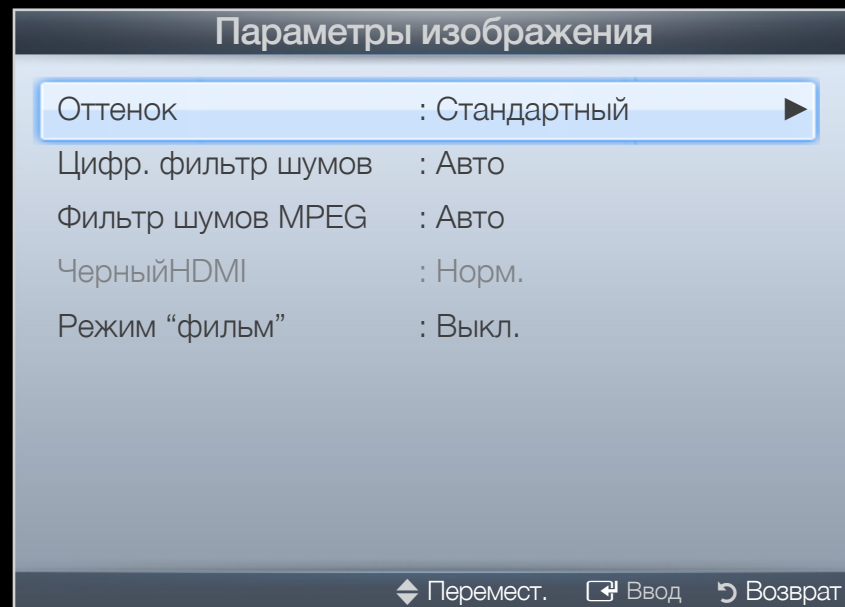 Параметры изображения
Оттенок : Стандартный ►
Цифр. фильтр шумов : Авто
Фильтр шумов MPEG : Авто
ЧерныйHDMI : Норм.
Режим “фильм” : Выкл.
Перемест. Ввод Возврат